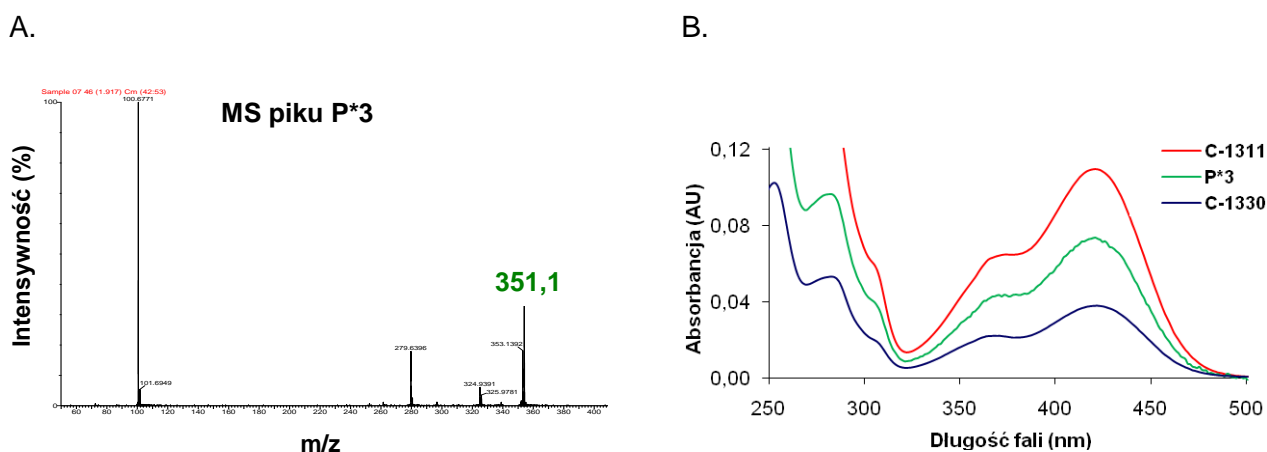 A.
Sample 07 46 (1.917) Cm (42:53)
100.6771
100
MS piku P*3
Intensywność (%)
351,1
353.1392
279.6396
324.9391
325.9781
101.6949
0
60 80 100 120 140 160 180 200 220 240 260 280 300 320 340 360 380 400
m/z
B.
C-1311
P*3
C-1330
Absorbancja (AU)
0,12
0,08
0,04
0,00
250 300 350 400 450 500
Długość fali (nm)